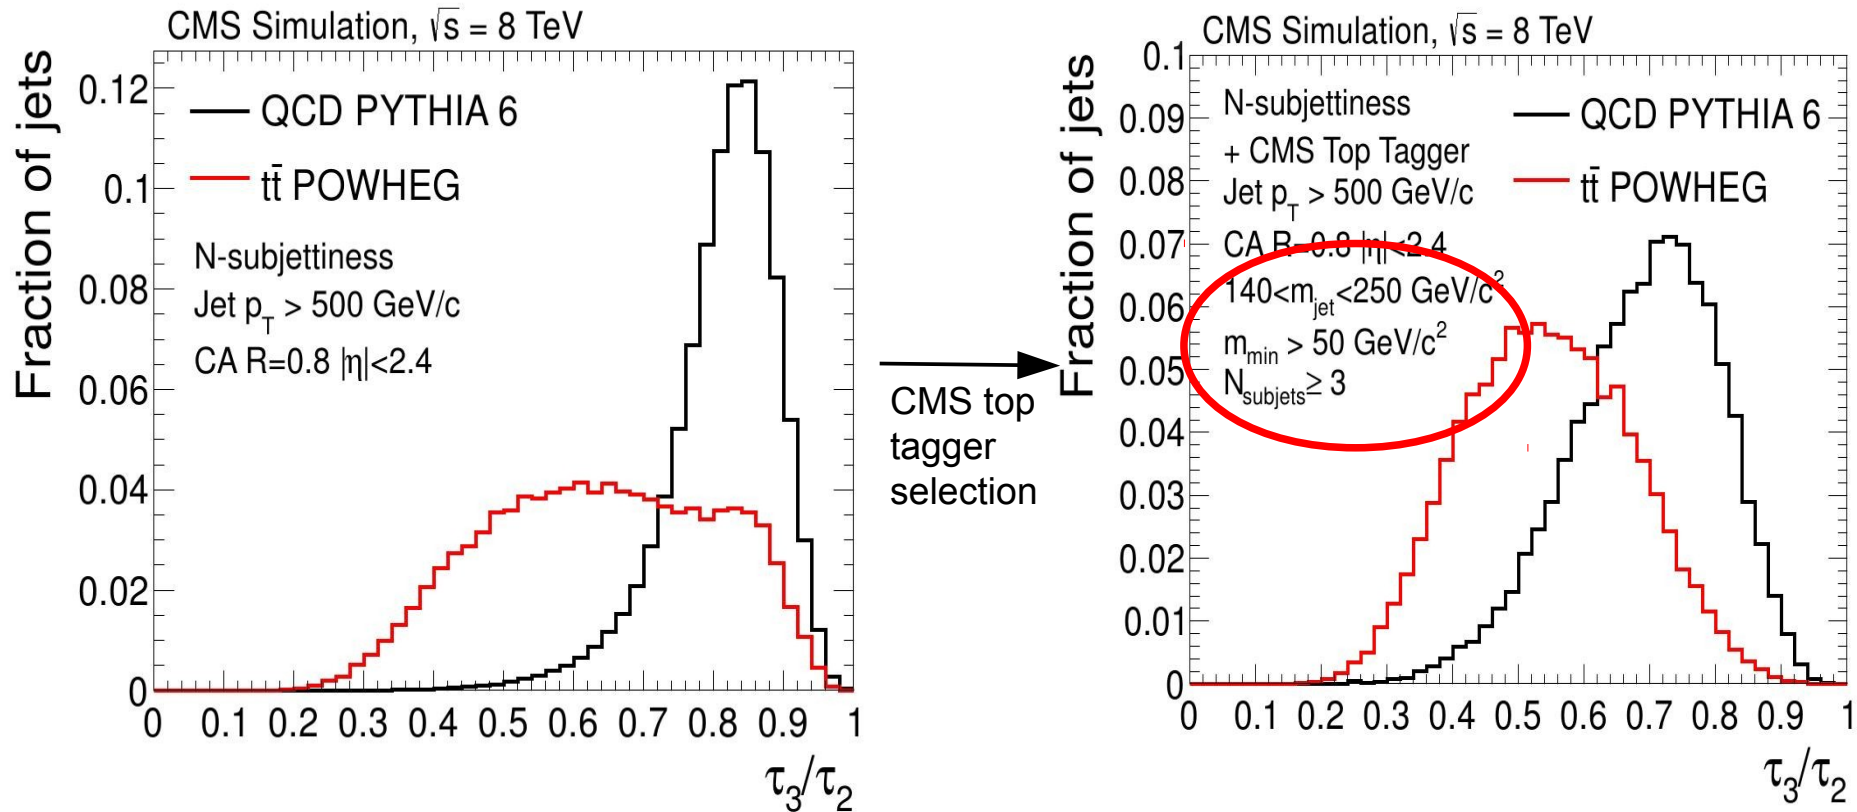 CMS Simulation, √s = 8 TeV
Fraction of jets
0.12
0.1
0.08
0.06
0.04
0.02
0
QCD PYTHIA 6
tt̄ POWHEG
N-subjettiness
Jet p_T > 500 GeV/c
CA R=0.8 |η|<2.4
0 0.1 0.2 0.3 0.4 0.5 0.6 0.7 0.8 0.9 1
τ₃/τ₂
CMS top
tagger
selection
CMS Simulation, √s = 8 TeV
Fraction of jets
0.1
0.09
0.08
0.07
0.06
0.05
0.04
0.03
0.02
0.01
0
N-subjettiness
+ CMS Top Tagger
Jet p_T > 500 GeV/c
CA R=0.8 |η|<2.4
140<m_jet<250 GeV/c²
m_min > 50 GeV/c²
N_subjets≥ 3
QCD PYTHIA 6
tt̄ POWHEG
0 0.1 0.2 0.3 0.4 0.5 0.6 0.7 0.8 0.9 1
τ₃/τ₂